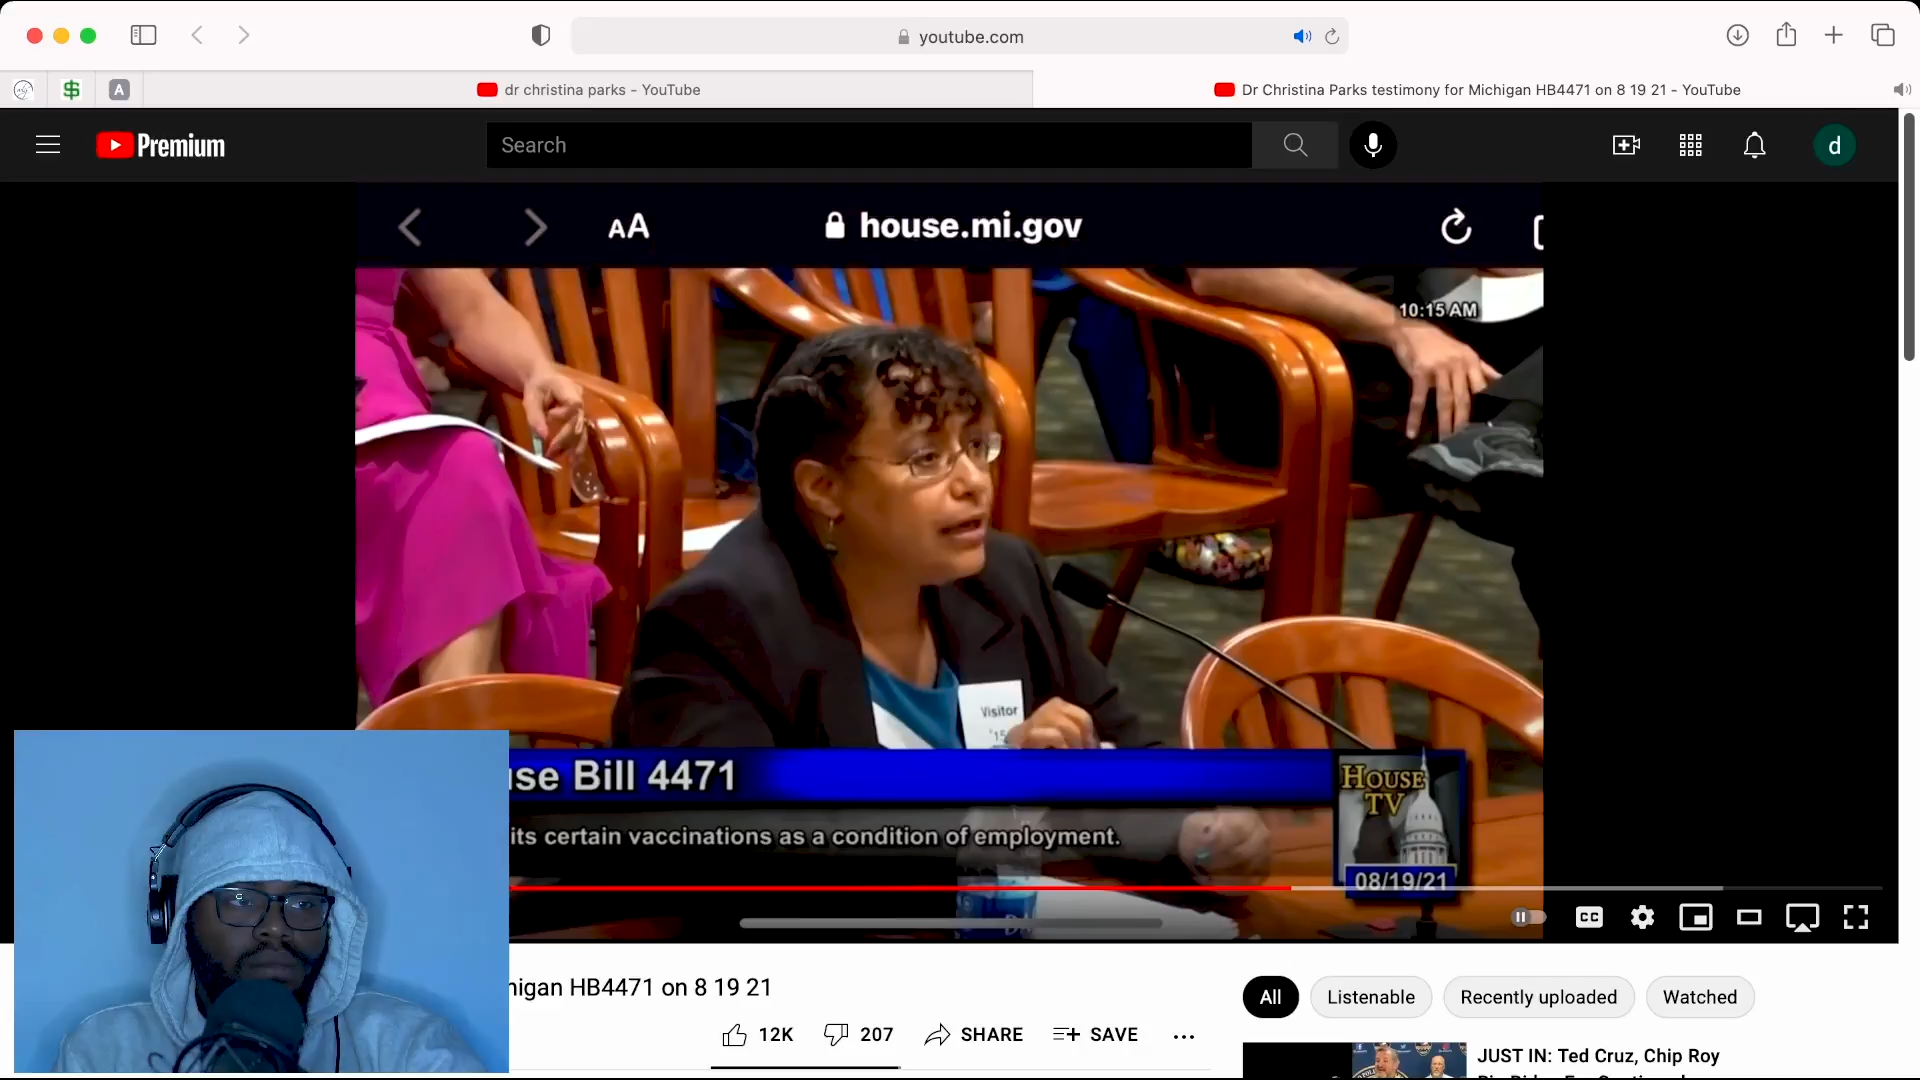 youtube.com
A
dr christina parks - YouTube
Dr Christina Parks testimony for Michigan HB4471 on 8 19 21 - YouTube
Premium
Search
d
AA
house.mi.gov
10:15 AM
Visitor
use Bill 4471
its certain vaccinations as a condition of employment.
HOUSE
TV
08/19/21
CC
higan HB4471 on 8 19 21
All
Listenable
Recently uploaded
Watched
12K
207
SHARE
SAVE
JUST IN: Ted Cruz, Chip Roy